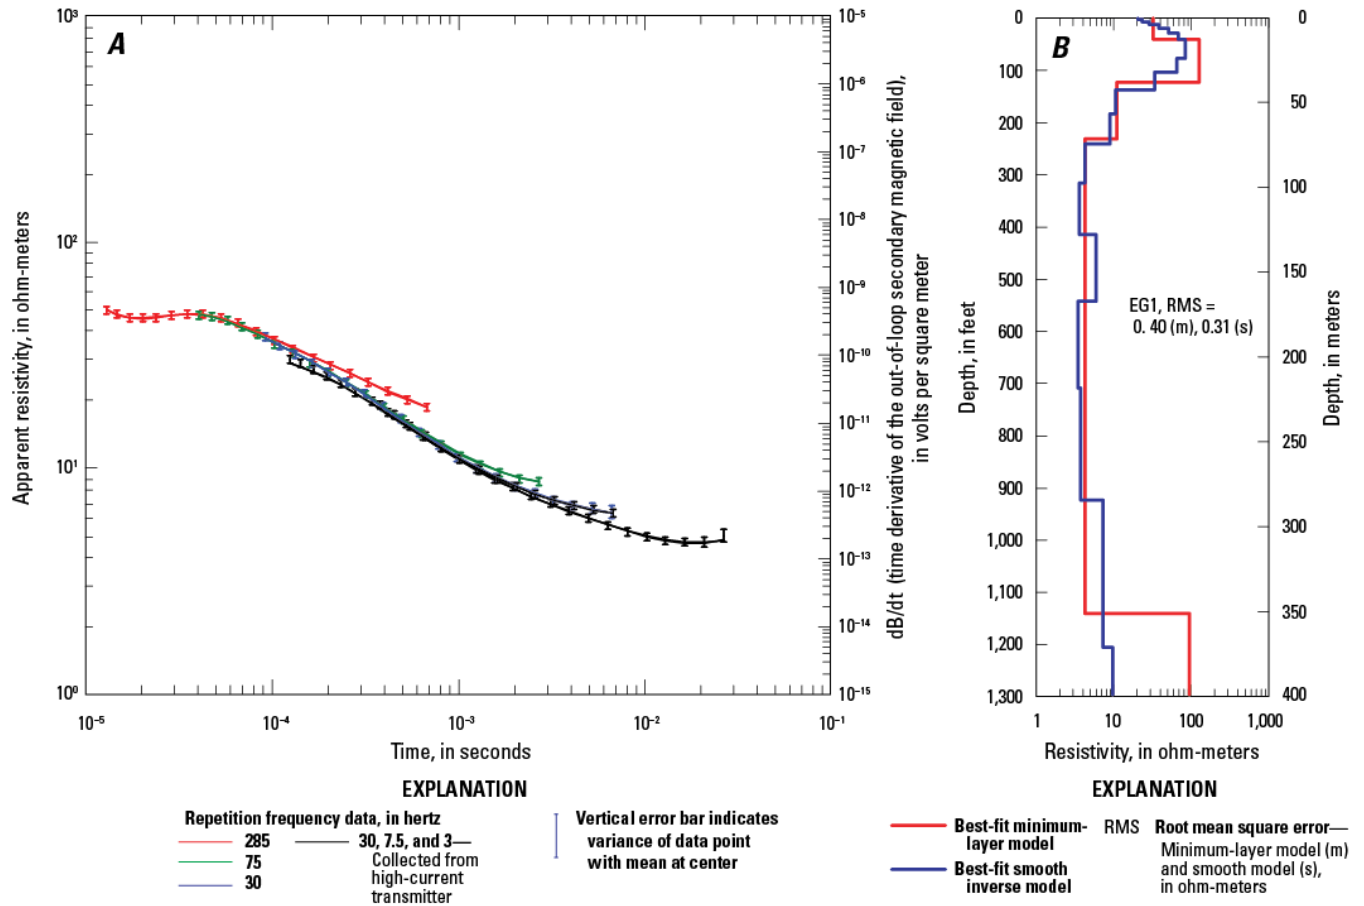 A
10³
10²
10¹
10⁰
Apparent resistivity, in ohm-meters
10⁻⁵
10⁻⁴
10⁻³
10⁻²
10⁻¹
Time, in seconds
10⁻⁵
10⁻⁶
10⁻⁷
10⁻⁸
10⁻⁹
10⁻¹⁰
10⁻¹¹
10⁻¹²
10⁻¹³
10⁻¹⁴
10⁻¹⁵
dB/dt (time derivative of the out-of-loop secondary magnetic field),
in volts per square meter
EXPLANATION
Repetition frequency data, in hertz
285
75
30
30, 7.5, and 3—
Collected from
high-current
transmitter
Vertical error bar indicates
variance of data point
with mean at center
B
0
100
200
300
400
500
600
700
800
900
1,000
1,100
1,200
1,300
Depth, in feet
0
50
100
150
200
250
300
350
400
Depth, in meters
EG1, RMS =
0. 40 (m), 0.31 (s)
1
10
100
1,000
Resistivity, in ohm-meters
EXPLANATION
Best-fit minimum-
layer model
Best-fit smooth
inverse model
RMS Root mean square error—
Minimum-layer model (m)
and smooth model (s),
in ohm-meters